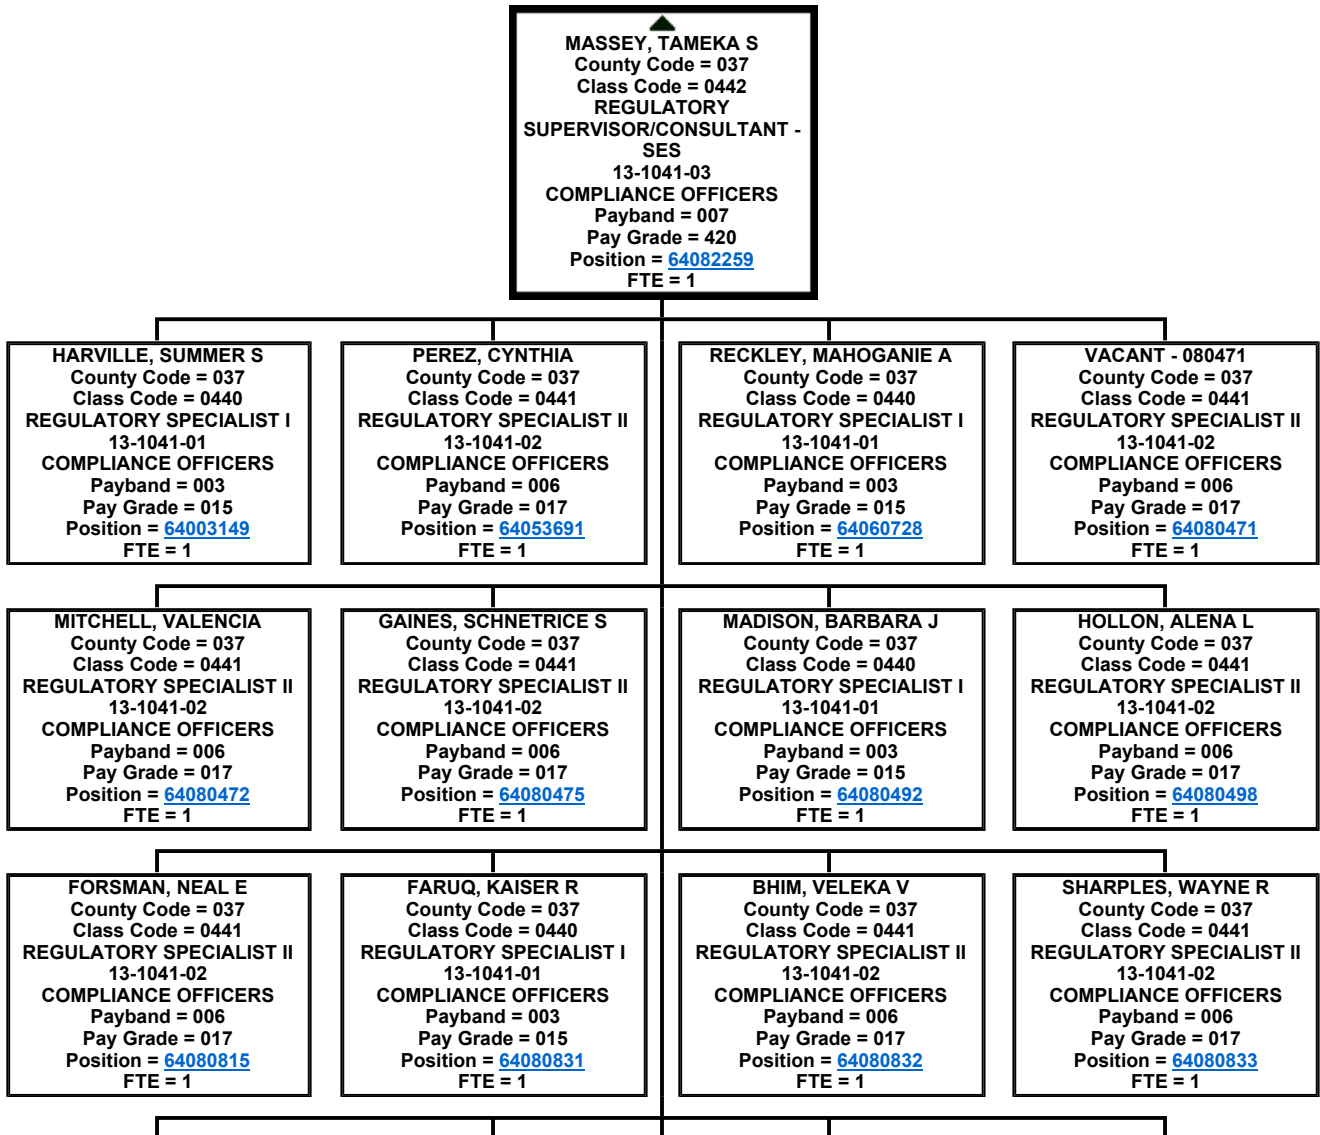 MASSEY, TAMEKA S
County Code = 037
Class Code = 0442
REGULATORY
SUPERVISOR/CONSULTANT -
SES
13-1041-03
COMPLIANCE OFFICERS
Payband = 007
Pay Grade = 420
Position = 64082259
FTE = 1
HARVILLE, SUMMER S
County Code = 037
Class Code = 0440
REGULATORY SPECIALIST I
13-1041-01
COMPLIANCE OFFICERS
Payband = 003
Pay Grade = 015
Position = 64003149
FTE = 1
PEREZ, CYNTHIA
County Code = 037
Class Code = 0441
REGULATORY SPECIALIST II
13-1041-02
COMPLIANCE OFFICERS
Payband = 006
Pay Grade = 017
Position = 64053691
FTE = 1
RECKLEY, MAHOGANIE A
County Code = 037
Class Code = 0440
REGULATORY SPECIALIST I
13-1041-01
COMPLIANCE OFFICERS
Payband = 003
Pay Grade = 015
Position = 64060728
FTE = 1
VACANT - 080471
County Code = 037
Class Code = 0441
REGULATORY SPECIALIST II
13-1041-02
COMPLIANCE OFFICERS
Payband = 006
Pay Grade = 017
Position = 64080471
FTE = 1
MITCHELL, VALENCIA
County Code = 037
Class Code = 0441
REGULATORY SPECIALIST II
13-1041-02
COMPLIANCE OFFICERS
Payband = 006
Pay Grade = 017
Position = 64080472
FTE = 1
GAINES, SCHNETRICE S
County Code = 037
Class Code = 0441
REGULATORY SPECIALIST II
13-1041-02
COMPLIANCE OFFICERS
Payband = 006
Pay Grade = 017
Position = 64080475
FTE = 1
MADISON, BARBARA J
County Code = 037
Class Code = 0440
REGULATORY SPECIALIST I
13-1041-01
COMPLIANCE OFFICERS
Payband = 003
Pay Grade = 015
Position = 64080492
FTE = 1
HOLLON, ALENA L
County Code = 037
Class Code = 0441
REGULATORY SPECIALIST II
13-1041-02
COMPLIANCE OFFICERS
Payband = 006
Pay Grade = 017
Position = 64080498
FTE = 1
FORSMAN, NEAL E
County Code = 037
Class Code = 0441
REGULATORY SPECIALIST II
13-1041-02
COMPLIANCE OFFICERS
Payband = 006
Pay Grade = 017
Position = 64080815
FTE = 1
FARUQ, KAISER R
County Code = 037
Class Code = 0440
REGULATORY SPECIALIST I
13-1041-01
COMPLIANCE OFFICERS
Payband = 003
Pay Grade = 015
Position = 64080831
FTE = 1
BHIM, VELEKA V
County Code = 037
Class Code = 0441
REGULATORY SPECIALIST II
13-1041-02
COMPLIANCE OFFICERS
Payband = 006
Pay Grade = 017
Position = 64080832
FTE = 1
SHARPLES, WAYNE R
County Code = 037
Class Code = 0441
REGULATORY SPECIALIST II
13-1041-02
COMPLIANCE OFFICERS
Payband = 006
Pay Grade = 017
Position = 64080833
FTE = 1